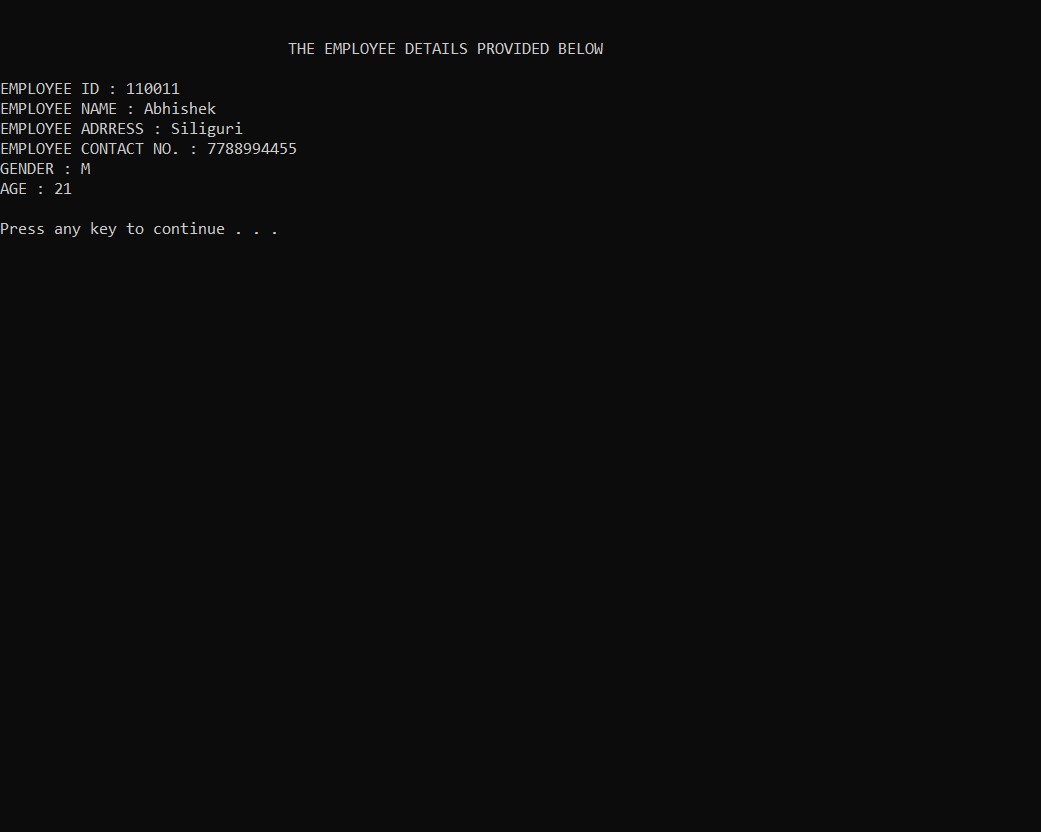 THE EMPLOYEE DETAILS PROVIDED BELOW
EMPLOYEE ID : 110011
EMPLOYEE NAME : Abhishek
EMPLOYEE ADRRESS : Siliguri
EMPLOYEE CONTACT NO. : 7788994455
GENDER : M
AGE : 21
Press any key to continue . . .